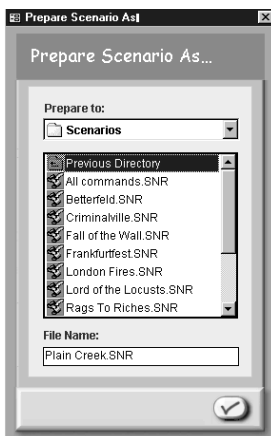 Prepare Scenario As
Prepare Scenario As...
Prepare to:
Scenarios
Previous Directory
All commands.SNR
Betterfeld.SNR
Criminalville.SNR
Fall of the Wall.SNR
Frankfurtfest.SNR
London Fires.SNR
Lord of the Locusts.SNR
Rags To Riches.SNR
File Name:
Plain Creek.SNR